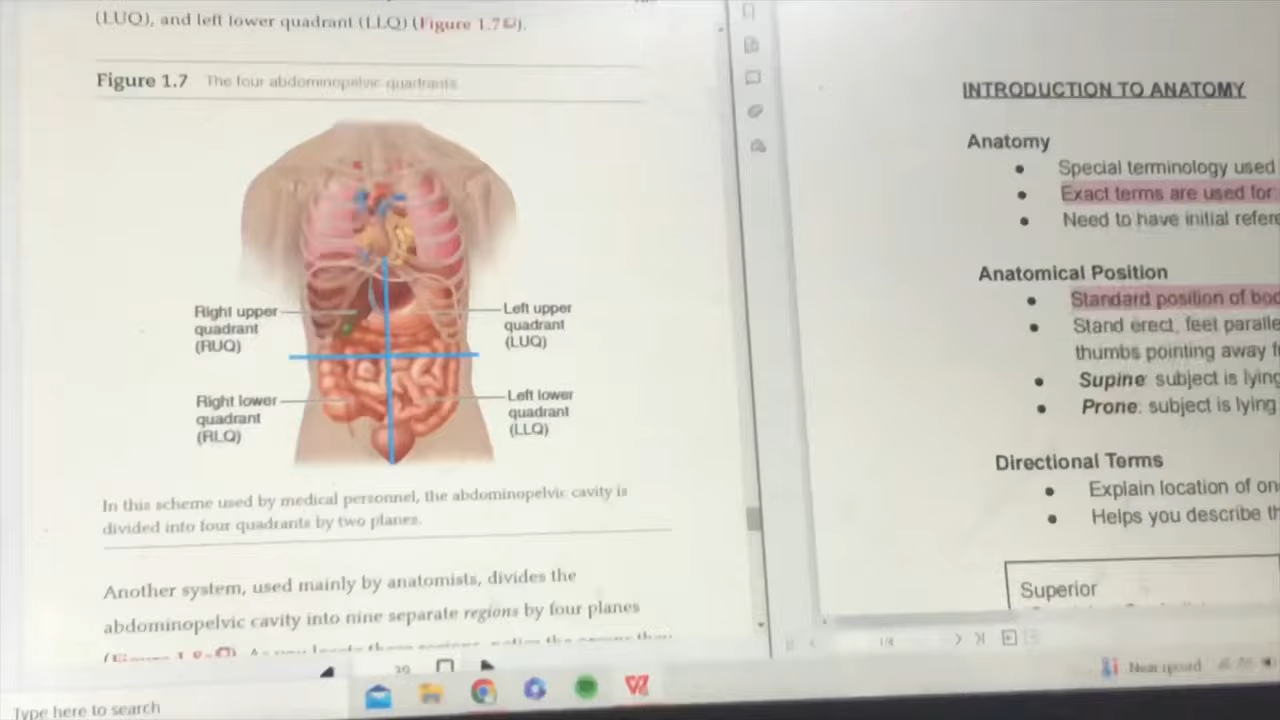 (LUQ), and left lower quadrant (LLQ) (Figure 1.7).
Figure 1.7 The four abdominopelvic quadrants
Right upper
quadrant
(RUQ)
Left upper
quadrant
(LUQ)
Right lower
quadrant
(RLQ)
Left lower
quadrant
(LLQ)
In this scheme used by medical personnel, the abdominopelvic cavity is
divided into four quadrants by two planes.
Another system, used mainly by anatomists, divides the
abdominopelvic cavity into nine separate regions by four planes
INTRODUCTION TO ANATOMY
Anatomy
• Special terminology used
• Exact terms are used for:
• Need to have initial refere
Anatomical Position
• Standard position of bod
• Stand erect, feet paralle
thumbs pointing away f
• Supine: subject is lying
• Prone: subject is lying
Directional Terms
• Explain location of on
• Helps you describe th
Superior
1/4
Type here to search